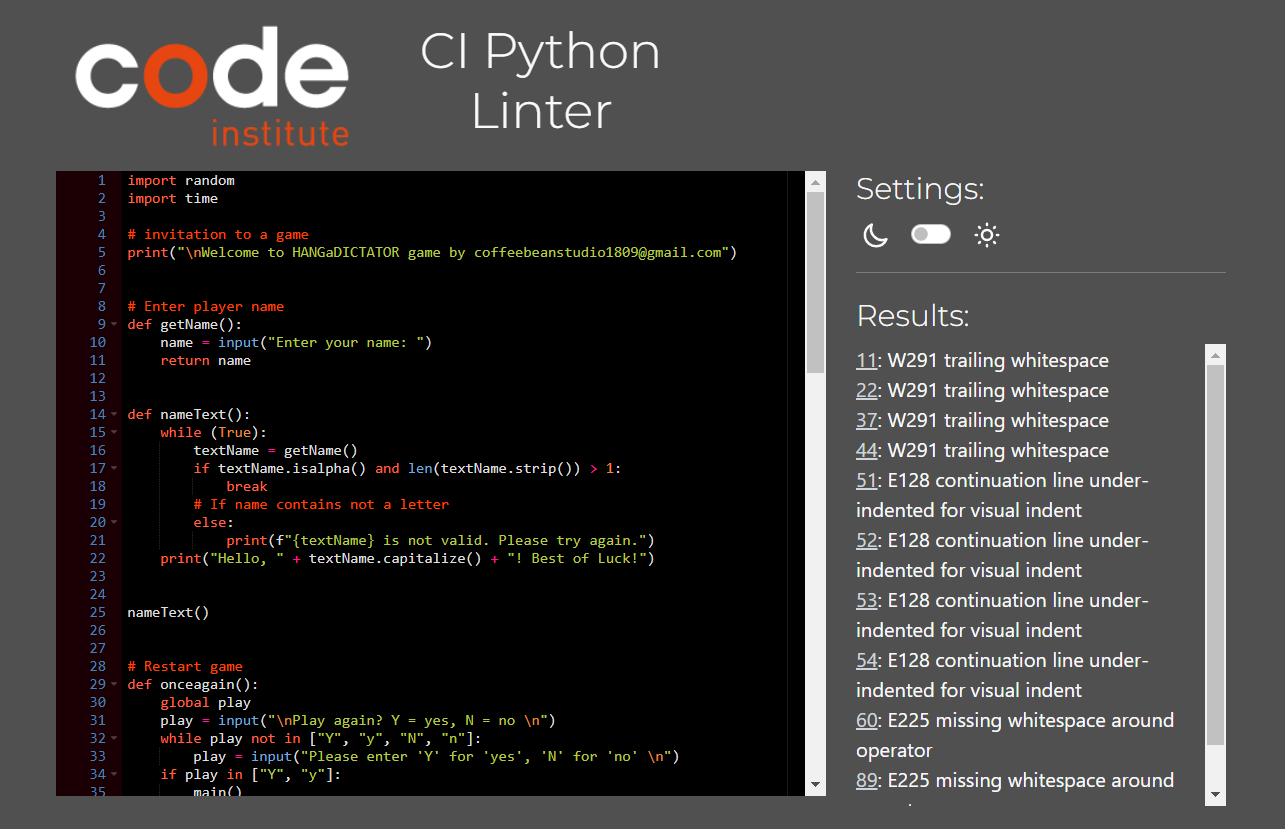 code
institute
CI Python
Linter
1 import random
2 import time
3
4 # invitation to a game
5 print("\nWelcome to HANGaDICTATOR game by coffeebeanstudio1809@gmail.com")
6
7
8 # Enter player name
9 def getName():
10     name = input("Enter your name: ")
11     return name
12
13
14 def nameText():
15     while (True):
16         textName = getName()
17         if textName.isalpha() and len(textName.strip()) > 1:
18             break
19         # If name contains not a letter
20         else:
21             print(f"{textName} is not valid. Please try again.")
22     print("Hello, " + textName.capitalize() + "! Best of Luck!")
23
24
25 nameText()
26
27
28 # Restart game
29 def onceagain():
30     global play
31     play = input("\nPlay again? Y = yes, N = no \n")
32     while play not in ["Y", "y", "N", "n"]:
33         play = input("Please enter 'Y' for 'yes', 'N' for 'no' \n")
34     if play in ["Y", "y"]:
35         main()
Settings:
Results:
11: W291 trailing whitespace
22: W291 trailing whitespace
37: W291 trailing whitespace
44: W291 trailing whitespace
51: E128 continuation line under-
indented for visual indent
52: E128 continuation line under-
indented for visual indent
53: E128 continuation line under-
indented for visual indent
54: E128 continuation line under-
indented for visual indent
60: E225 missing whitespace around
operator
89: E225 missing whitespace around